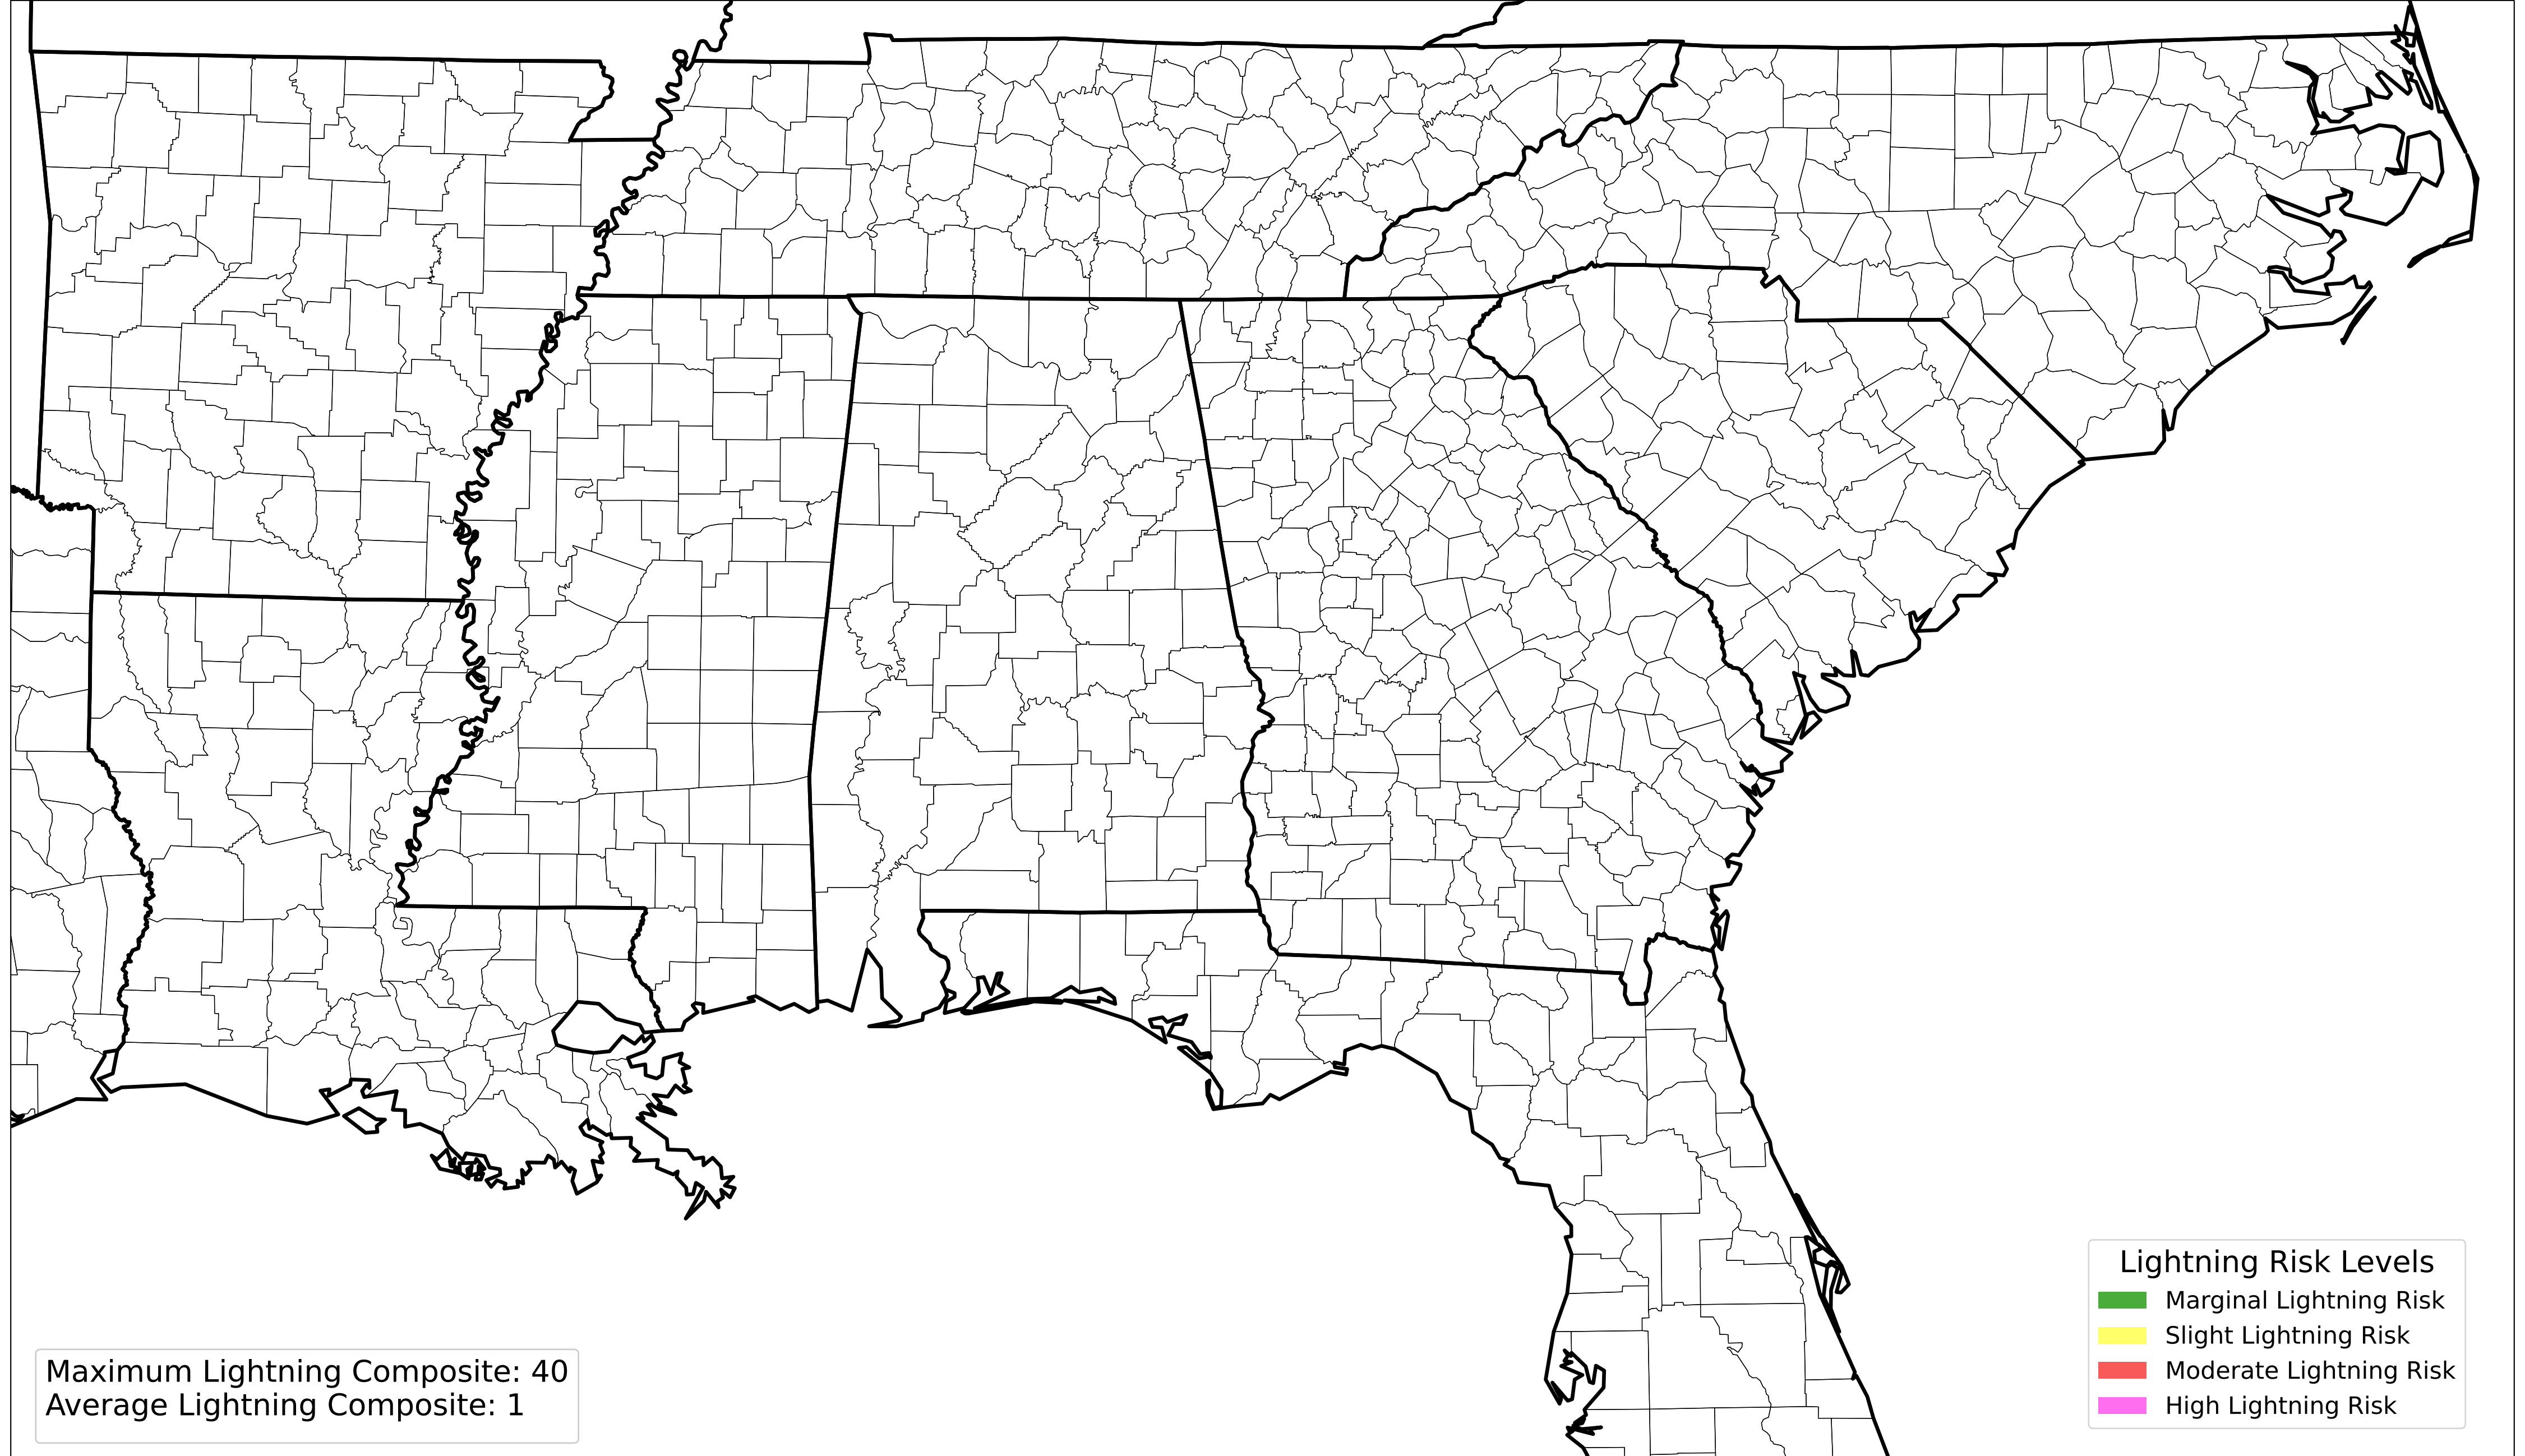 Maximum Lightning Composite: 40
Average Lightning Composite: 1
Lightning Risk Levels
Marginal Lightning Risk
Slight Lightning Risk
Moderate Lightning Risk
High Lightning Risk